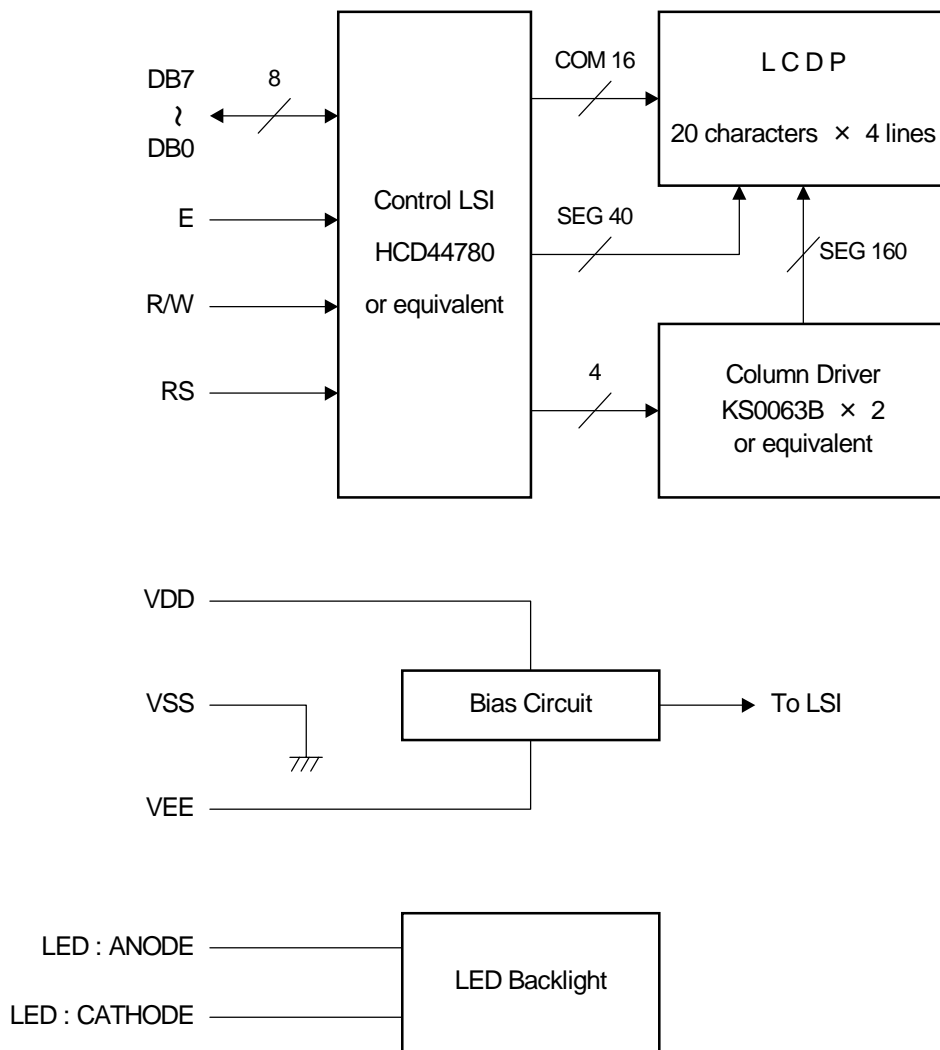 DB7
~
DB0
8
E
R/W
RS
Control LSI
HCD44780
or equivalent
COM 16
SEG 40
4
L C D P
20 characters × 4 lines
SEG 160
Column Driver
KS0063B × 2
or equivalent
VDD
VSS
VEE
Bias Circuit
To LSI
LED : ANODE
LED : CATHODE
LED Backlight